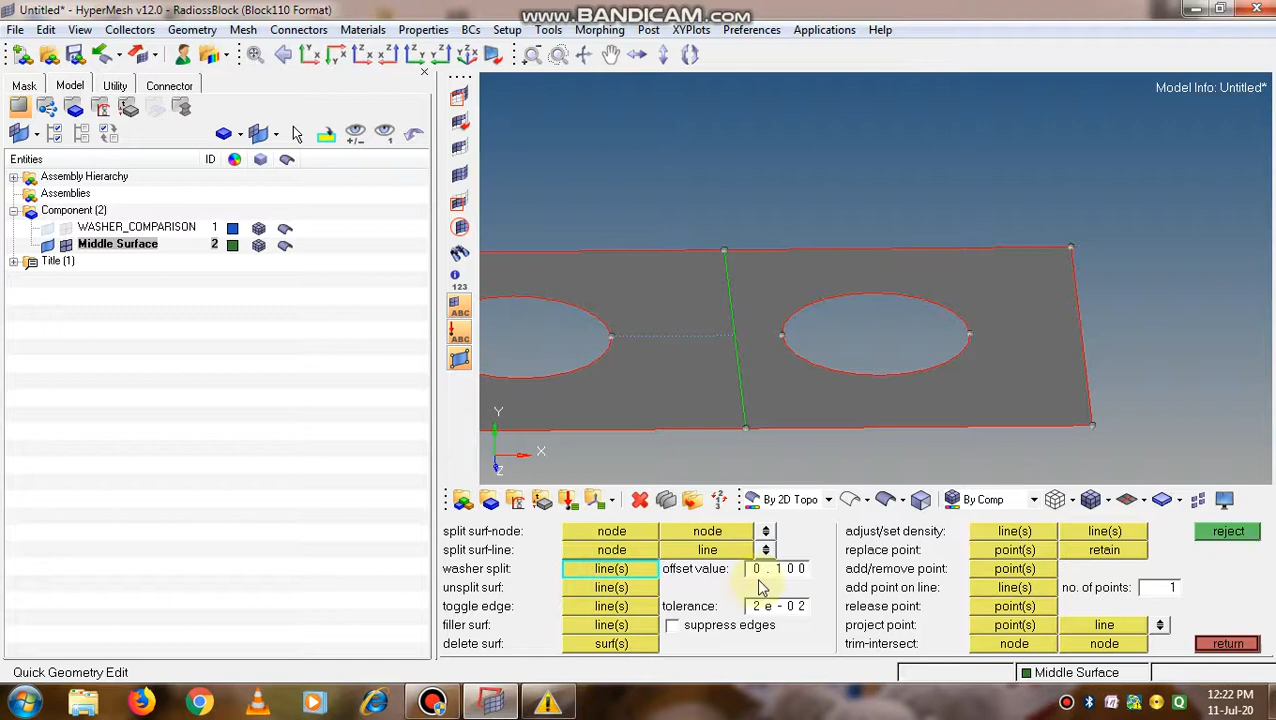 Untitled* - HyperMesh v12.0 - RadiossBlock (Block110 Format)
www.BANDICAM.com
File Edit View Collectors Geometry Mesh Connectors Materials Properties BCs Setup Tools Morphing Post XYPlots Preferences Applications Help
Mask Model Utility Connector
Model Info: Untitled*
Entities ID
Assembly Hierarchy
Assemblies
Component (2)
WASHER_COMPARISON 1
Middle Surface 2
Title (1)
123
ABC
ABC
Y
X
Z
By 2D Topo By Comp
split surf-node: node node adjust/set density: line(s) line(s) reject
split surf-line: node line replace point: point(s) retain
washer split: line(s) offset value: 0.100 add/remove point: point(s)
unsplit surf: line(s) add point on line: line(s) no. of points: 1
toggle edge: line(s) tolerance: 2e-02 release point: point(s)
filler surf: line(s) suppress edges project point: point(s) line
delete surf: surf(s) trim-intersect: node node return
Quick Geometry Edit Middle Surface
12:22 PM
11-Jul-20